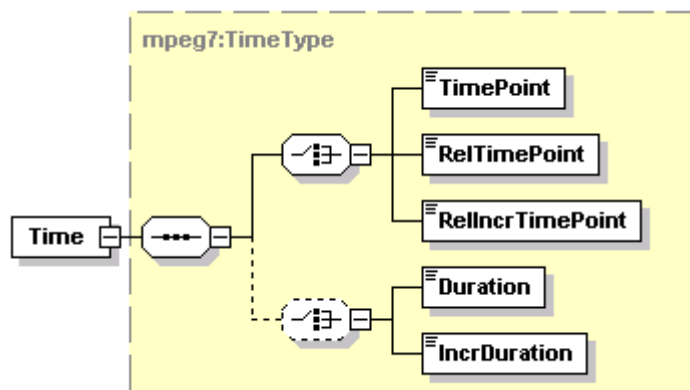 mpeg7:TimeType
TimePoint
RelTimePoint
RelIncrTimePoint
Time
Duration
IncrDuration